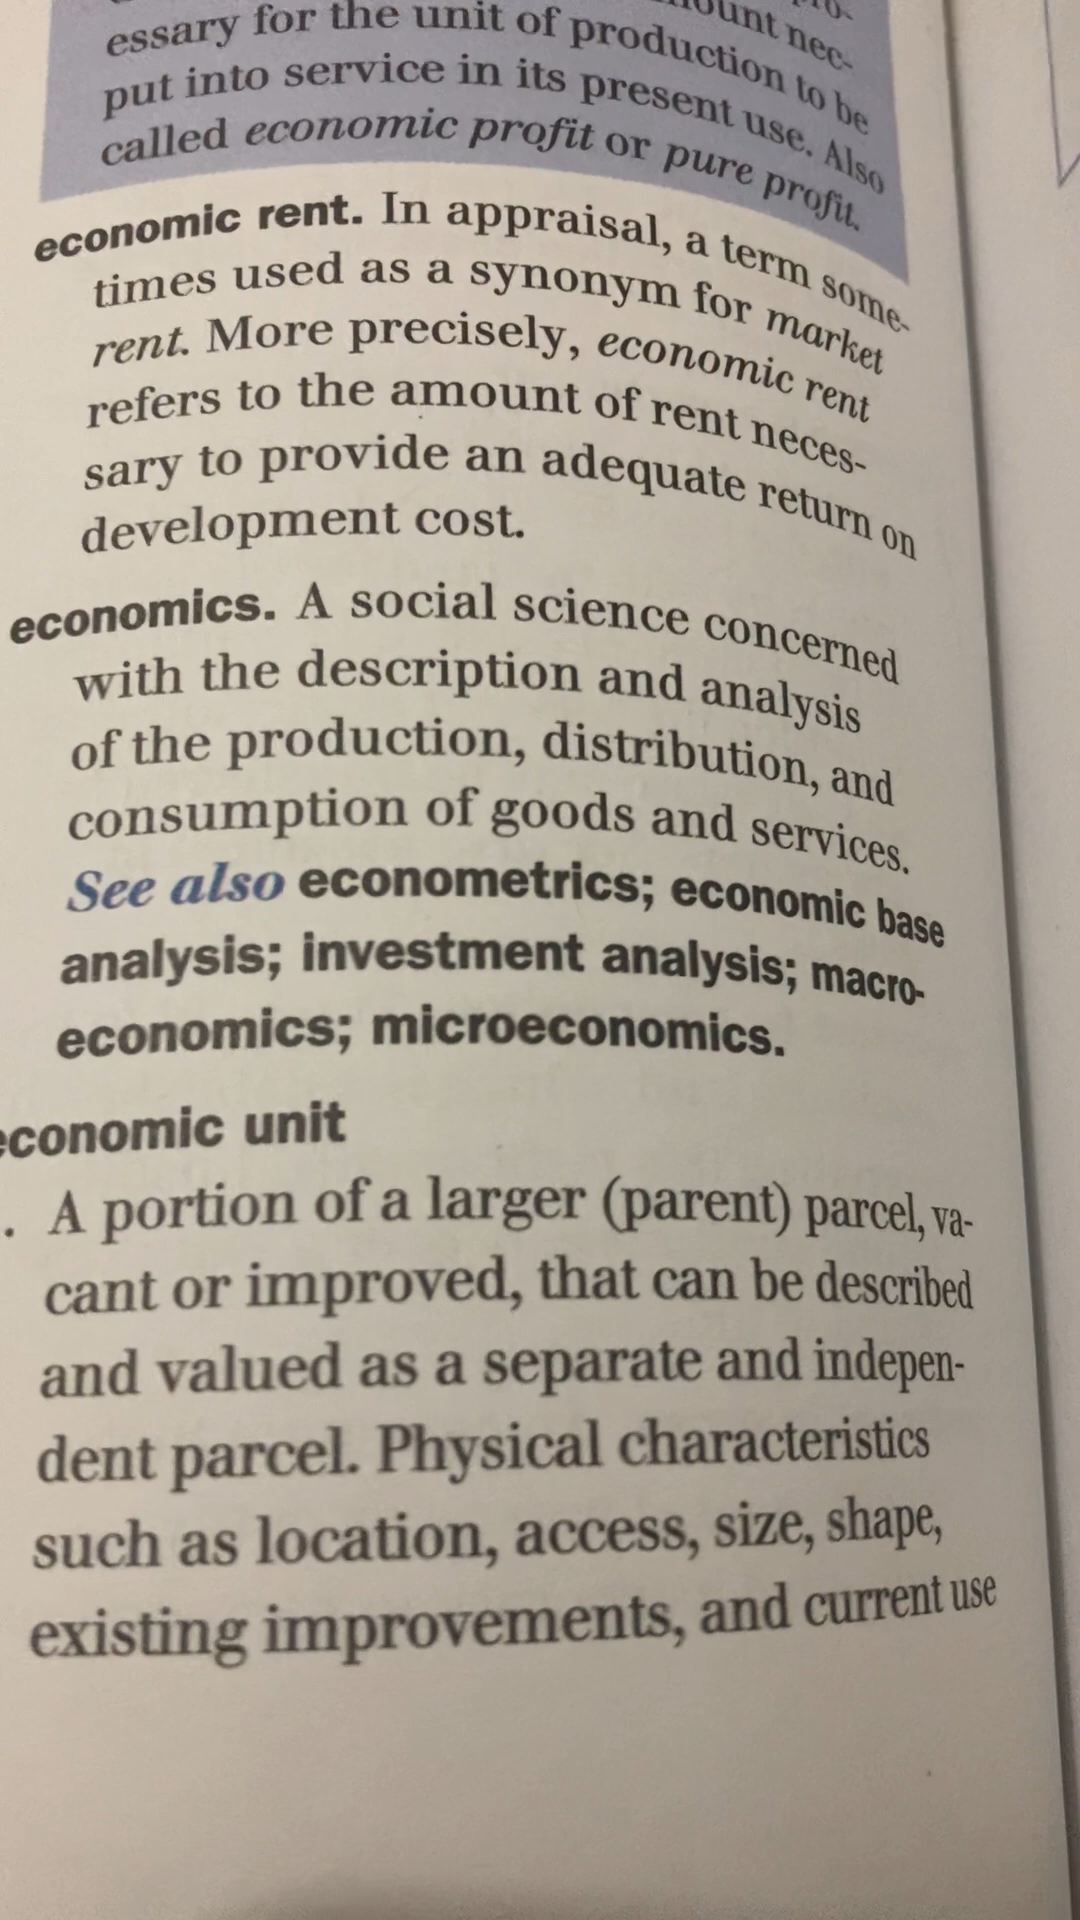 ount nec-
essary for the unit of production to be
put into service in its present use. Also
called economic profit or pure profit.
economic rent. In appraisal, a term some-
times used as a synonym for market
rent. More precisely, economic rent
refers to the amount of rent neces-
sary to provide an adequate return on
development cost.
economics. A social science concerned
with the description and analysis
of the production, distribution, and
consumption of goods and services.
See also econometrics; economic base
analysis; investment analysis; macro-
economics; microeconomics.
economic unit
. A portion of a larger (parent) parcel, va-
cant or improved, that can be described
and valued as a separate and indepen-
dent parcel. Physical characteristics
such as location, access, size, shape,
existing improvements, and current use